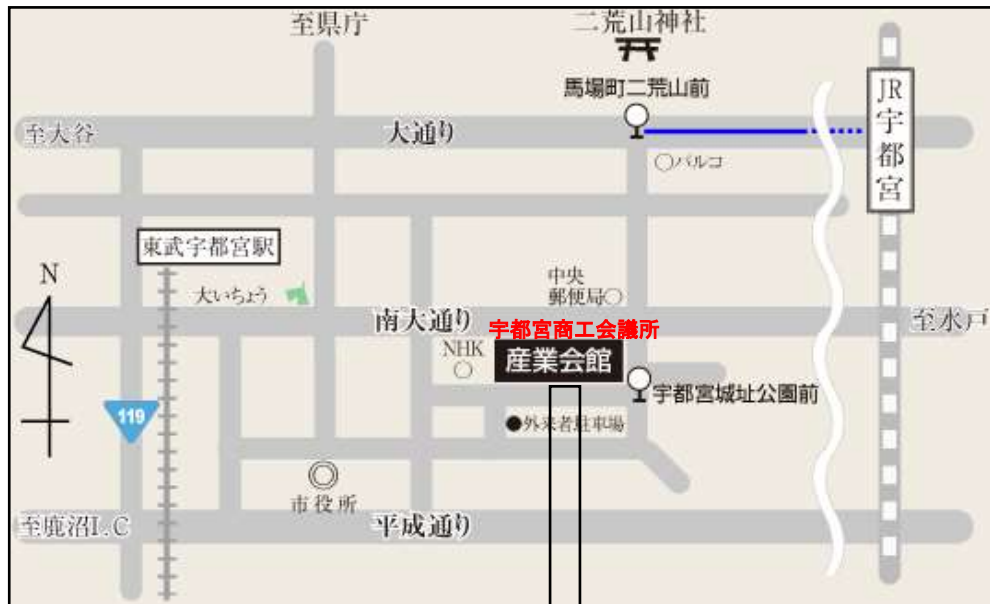 至県庁
二荒山神社
馬場町二荒山前
JR宇都宮
至大谷
大通り
○パルコ
東武宇都宮駅
N
大いちょう
中央
郵便局○
南大通り
宇都宮商工会議所
至水戸
NHK
○
産業会館
宇都宮城址公園前
119
●外来者駐車場
◎
市役所
至鹿沼I.C
平成通り